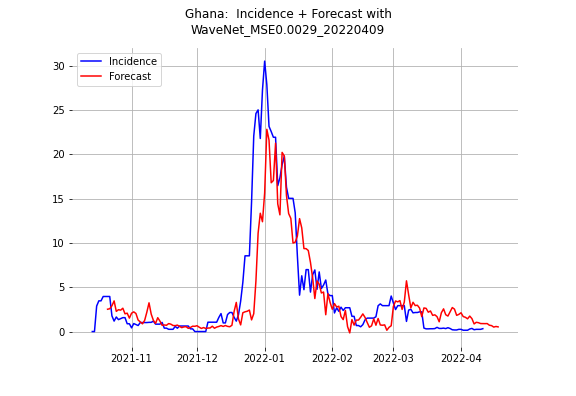 Ghana:  Incidence + Forecast with
WaveNet_MSE0.0029_20220409
Incidence
Forecast
30
25
20
15
10
5
0
2021-11 2021-12 2022-01 2022-02 2022-03 2022-04